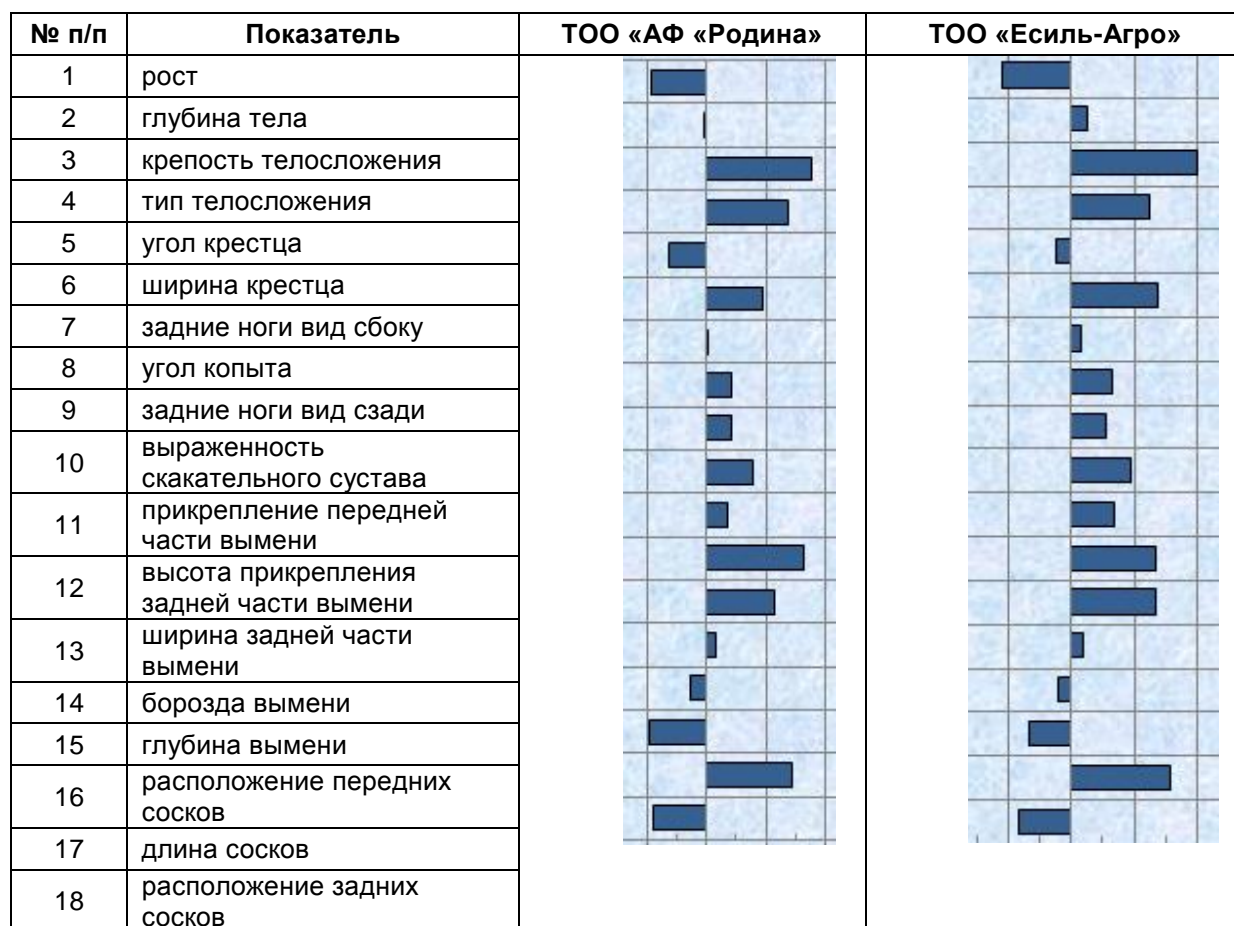 № п/п Показатель ТОО «АФ «Родина» ТОО «Есиль-Агро»
1 рост
2 глубина тела
3 крепость телосложения
4 тип телосложения
5 угол крестца
6 ширина крестца
7 задние ноги вид сбоку
8 угол копыта
9 задние ноги вид сзади
10 выраженность
скакательного сустава
11 прикрепление передней
части вымени
12 высота прикрепления
задней части вымени
13 ширина задней части
вымени
14 борозда вымени
15 глубина вымени
16 расположение передних
сосков
17 длина сосков
18 расположение задних
сосков